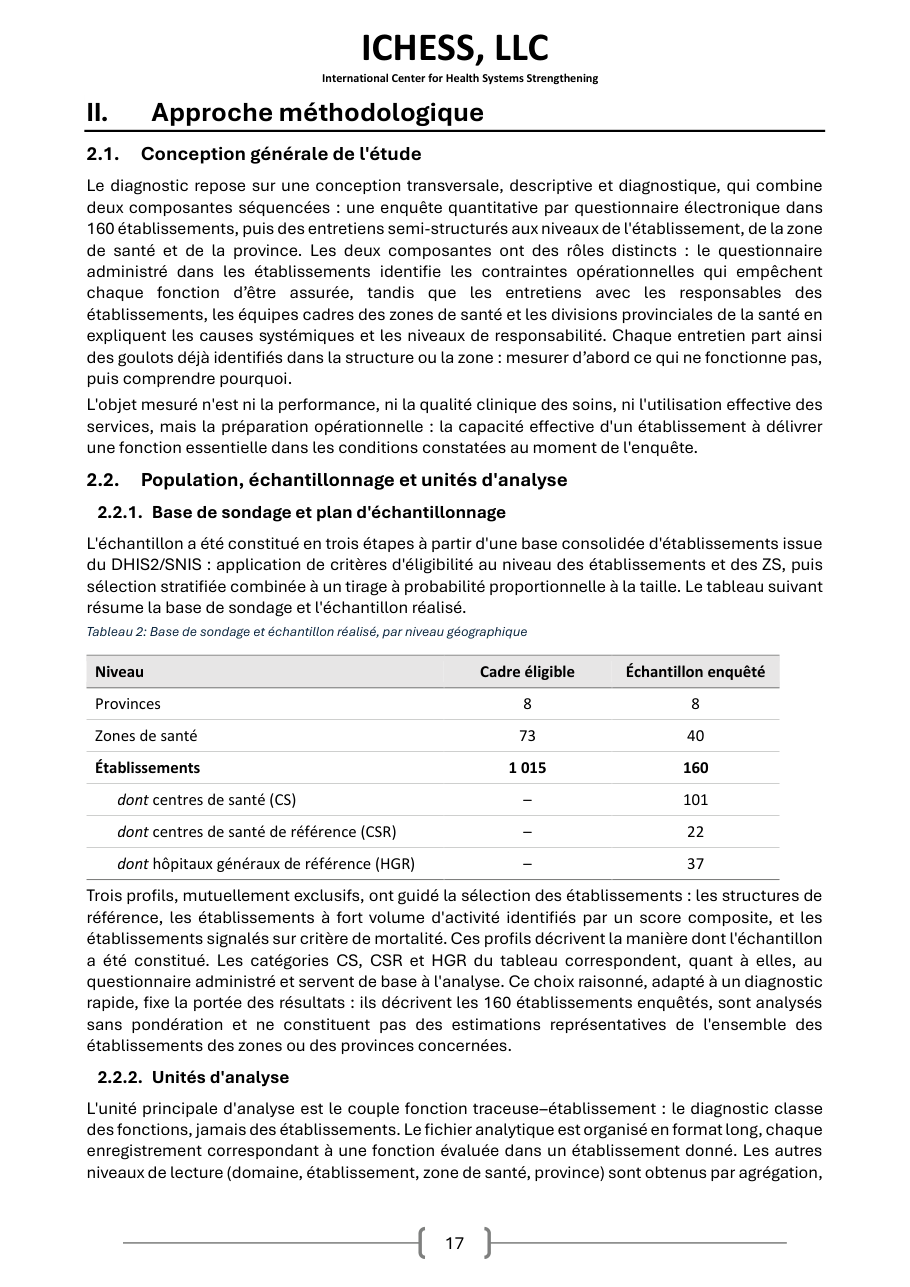 ICHESS, LLC
International Center for Health Systems Strengthening
II. Approche méthodologique
2.1. Conception générale de l'étude
Le diagnostic repose sur une conception transversale, descriptive et diagnostique, qui combine
deux composantes séquencées : une enquête quantitative par questionnaire électronique dans
160 établissements, puis des entretiens semi-structurés aux niveaux de l'établissement, de la zone
de santé et de la province. Les deux composantes ont des rôles distincts : le questionnaire
administré dans les établissements identifie les contraintes opérationnelles qui empêchent
chaque fonction d’être assurée, tandis que les entretiens avec les responsables des
établissements, les équipes cadres des zones de santé et les divisions provinciales de la santé en
expliquent les causes systémiques et les niveaux de responsabilité. Chaque entretien part ainsi
des goulots déjà identifiés dans la structure ou la zone : mesurer d’abord ce qui ne fonctionne pas,
puis comprendre pourquoi.
L'objet mesuré n'est ni la performance, ni la qualité clinique des soins, ni l'utilisation effective des
services, mais la préparation opérationnelle : la capacité effective d'un établissement à délivrer
une fonction essentielle dans les conditions constatées au moment de l'enquête.
2.2. Population, échantillonnage et unités d'analyse
2.2.1. Base de sondage et plan d'échantillonnage
L'échantillon a été constitué en trois étapes à partir d'une base consolidée d'établissements issue
du DHIS2/SNIS : application de critères d'éligibilité au niveau des établissements et des ZS, puis
sélection stratifiée combinée à un tirage à probabilité proportionnelle à la taille. Le tableau suivant
résume la base de sondage et l'échantillon réalisé.
Tableau 2: Base de sondage et échantillon réalisé, par niveau géographique
Niveau Cadre éligible Échantillon enquêté
Provinces 8 8
Zones de santé 73 40
Établissements 1 015 160
dont centres de santé (CS) – 101
dont centres de santé de référence (CSR) – 22
dont hôpitaux généraux de référence (HGR) – 37
Trois profils, mutuellement exclusifs, ont guidé la sélection des établissements : les structures de
référence, les établissements à fort volume d'activité identifiés par un score composite, et les
établissements signalés sur critère de mortalité. Ces profils décrivent la manière dont l'échantillon
a été constitué. Les catégories CS, CSR et HGR du tableau correspondent, quant à elles, au
questionnaire administré et servent de base à l'analyse. Ce choix raisonné, adapté à un diagnostic
rapide, fixe la portée des résultats : ils décrivent les 160 établissements enquêtés, sont analysés
sans pondération et ne constituent pas des estimations représentatives de l'ensemble des
établissements des zones ou des provinces concernées.
2.2.2. Unités d'analyse
L'unité principale d'analyse est le couple fonction traceuse–établissement : le diagnostic classe
des fonctions, jamais des établissements. Le fichier analytique est organisé en format long, chaque
enregistrement correspondant à une fonction évaluée dans un établissement donné. Les autres
niveaux de lecture (domaine, établissement, zone de santé, province) sont obtenus par agrégation,
17